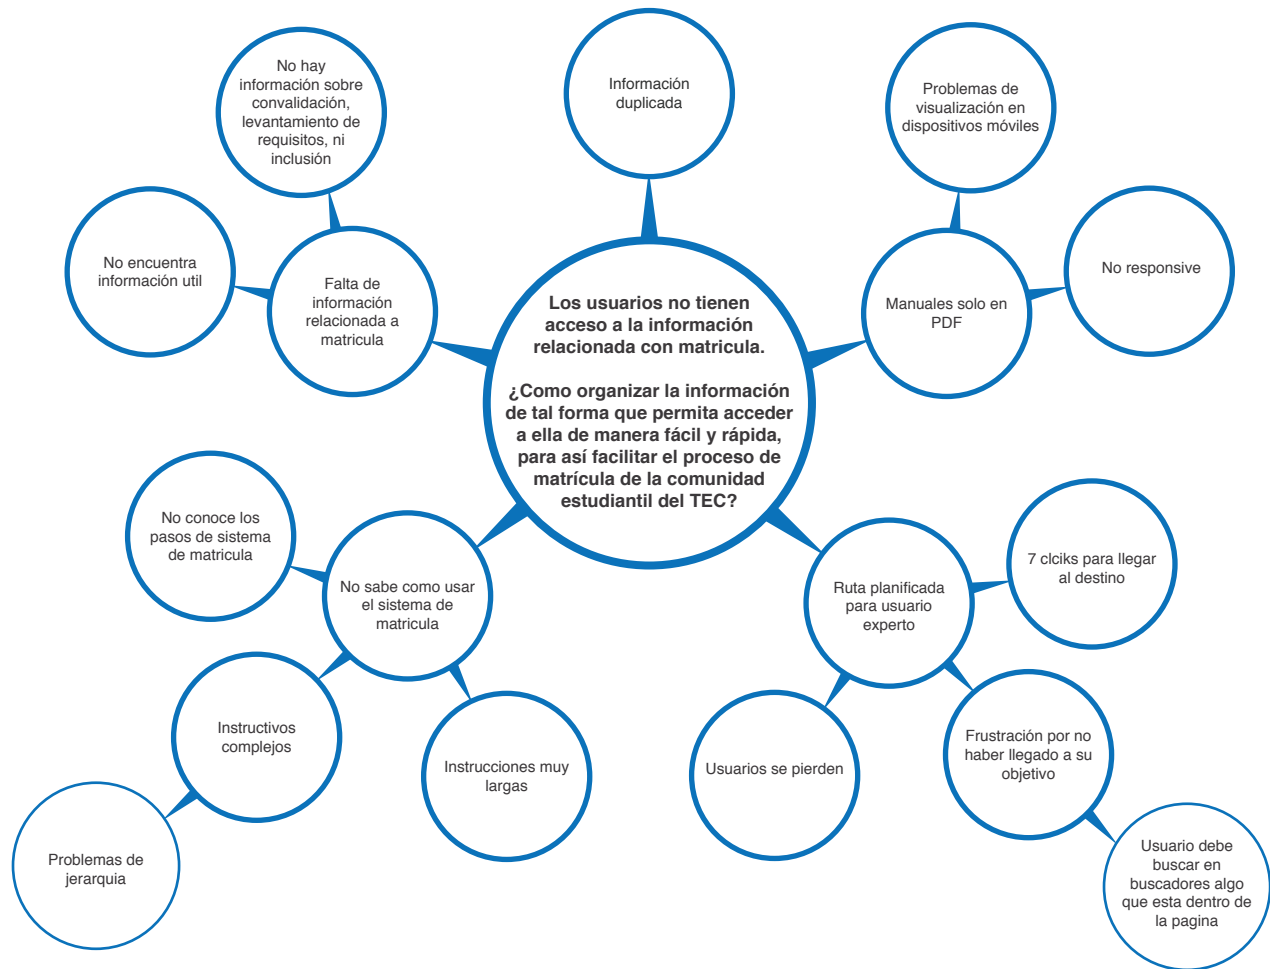 No hay
información sobre
convalidación,
levantamiento de
requisitos, ni
inclusión
Información
duplicada
Problemas de
visualización en
dispositivos móviles
No encuentra
información util
Falta de
información
relacionada a
matricula
Manuales solo en
PDF
No responsive
Los usuarios no tienen
acceso a la información
relacionada con matricula.
¿Como organizar la información
de tal forma que permita acceder
a ella de manera fácil y rápida,
para así facilitar el proceso de
matrícula de la comunidad
estudiantil del TEC?
No conoce los
pasos de sistema
de matricula
No sabe como usar
el sistema de
matricula
Instructivos
complejos
Instrucciones muy
largas
Problemas de
jerarquia
Ruta planificada
para usuario
experto
7 clciks para llegar
al destino
Usuarios se pierden
Frustración por no
haber llegado a su
objetivo
Usuario debe
buscar en
buscadores algo
que esta dentro de
la pagina